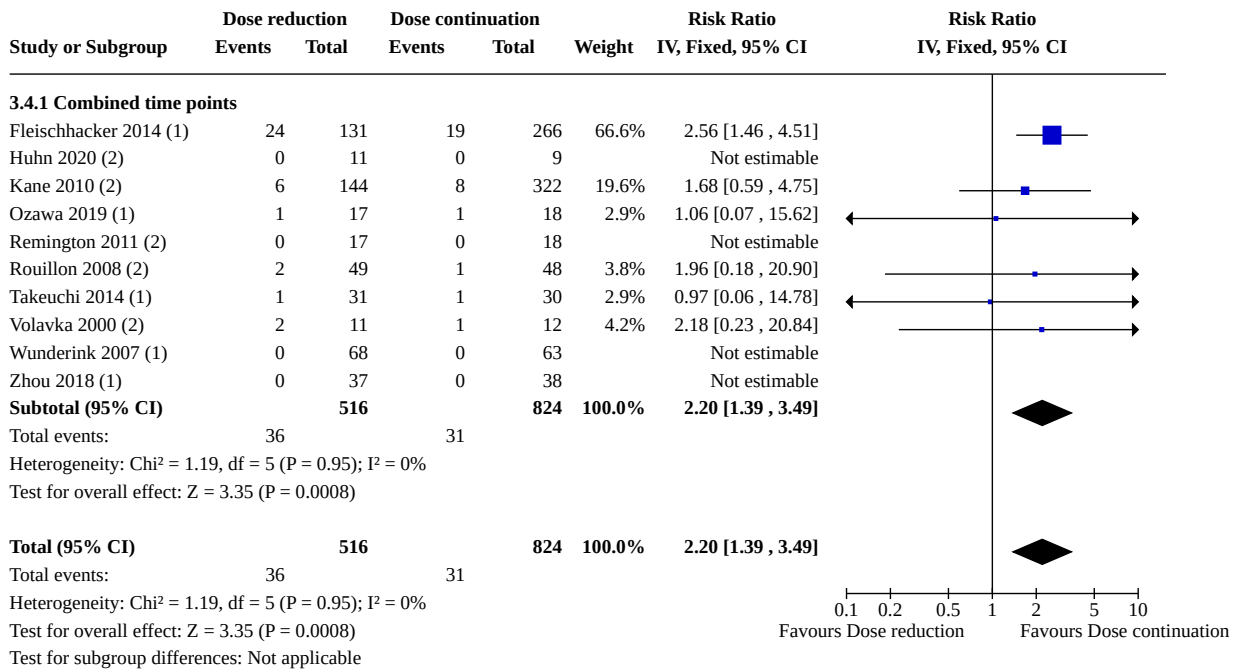 Dose reduction Dose continuation Risk Ratio Risk Ratio
Study or Subgroup Events Total Events Total Weight IV, Fixed, 95% CI IV, Fixed, 95% CI
3.4.1 Combined time points
Fleischhacker 2014 (1) 24 131 19 266 66.6% 2.56 [1.46 , 4.51]
Huhn 2020 (2) 0 11 0 9 Not estimable
Kane 2010 (2) 6 144 8 322 19.6% 1.68 [0.59 , 4.75]
Ozawa 2019 (1) 1 17 1 18 2.9% 1.06 [0.07 , 15.62]
Remington 2011 (2) 0 17 0 18 Not estimable
Rouillon 2008 (2) 2 49 1 48 3.8% 1.96 [0.18 , 20.90]
Takeuchi 2014 (1) 1 31 1 30 2.9% 0.97 [0.06 , 14.78]
Volavka 2000 (2) 2 11 1 12 4.2% 2.18 [0.23 , 20.84]
Wunderink 2007 (1) 0 68 0 63 Not estimable
Zhou 2018 (1) 0 37 0 38 Not estimable
Subtotal (95% CI) 516 824 100.0% 2.20 [1.39 , 3.49]
Total events: 36 31
Heterogeneity: Chi² = 1.19, df = 5 (P = 0.95); I² = 0%
Test for overall effect: Z = 3.35 (P = 0.0008)
Total (95% CI) 516 824 100.0% 2.20 [1.39 , 3.49]
Total events: 36 31
Heterogeneity: Chi² = 1.19, df = 5 (P = 0.95); I² = 0%
0.1 0.2 0.5 1 2 5 10
Test for overall effect: Z = 3.35 (P = 0.0008)
Favours Dose reduction Favours Dose continuation
Test for subgroup differences: Not applicable